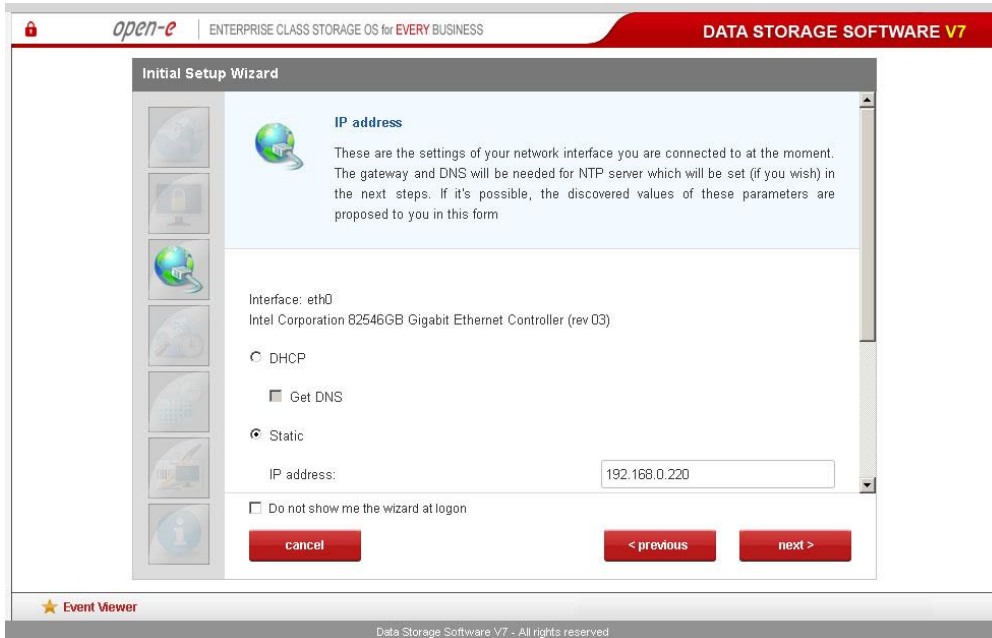 open-e
ENTERPRISE CLASS STORAGE OS for EVERY BUSINESS
DATA STORAGE SOFTWARE V7
Initial Setup Wizard
IP address
These are the settings of your network interface you are connected to at the moment.
The gateway and DNS will be needed for NTP server which will be set (if you wish) in
the next steps. If it's possible, the discovered values of these parameters are
proposed to you in this form
Interface: eth0
Intel Corporation 82546GB Gigabit Ethernet Controller (rev 03)
DHCP
Get DNS
Static
IP address:
192.168.0.220
Do not show me the wizard at logon
cancel
< previous
next >
Event Viewer
Data Storage Software V7 - All rights reserved